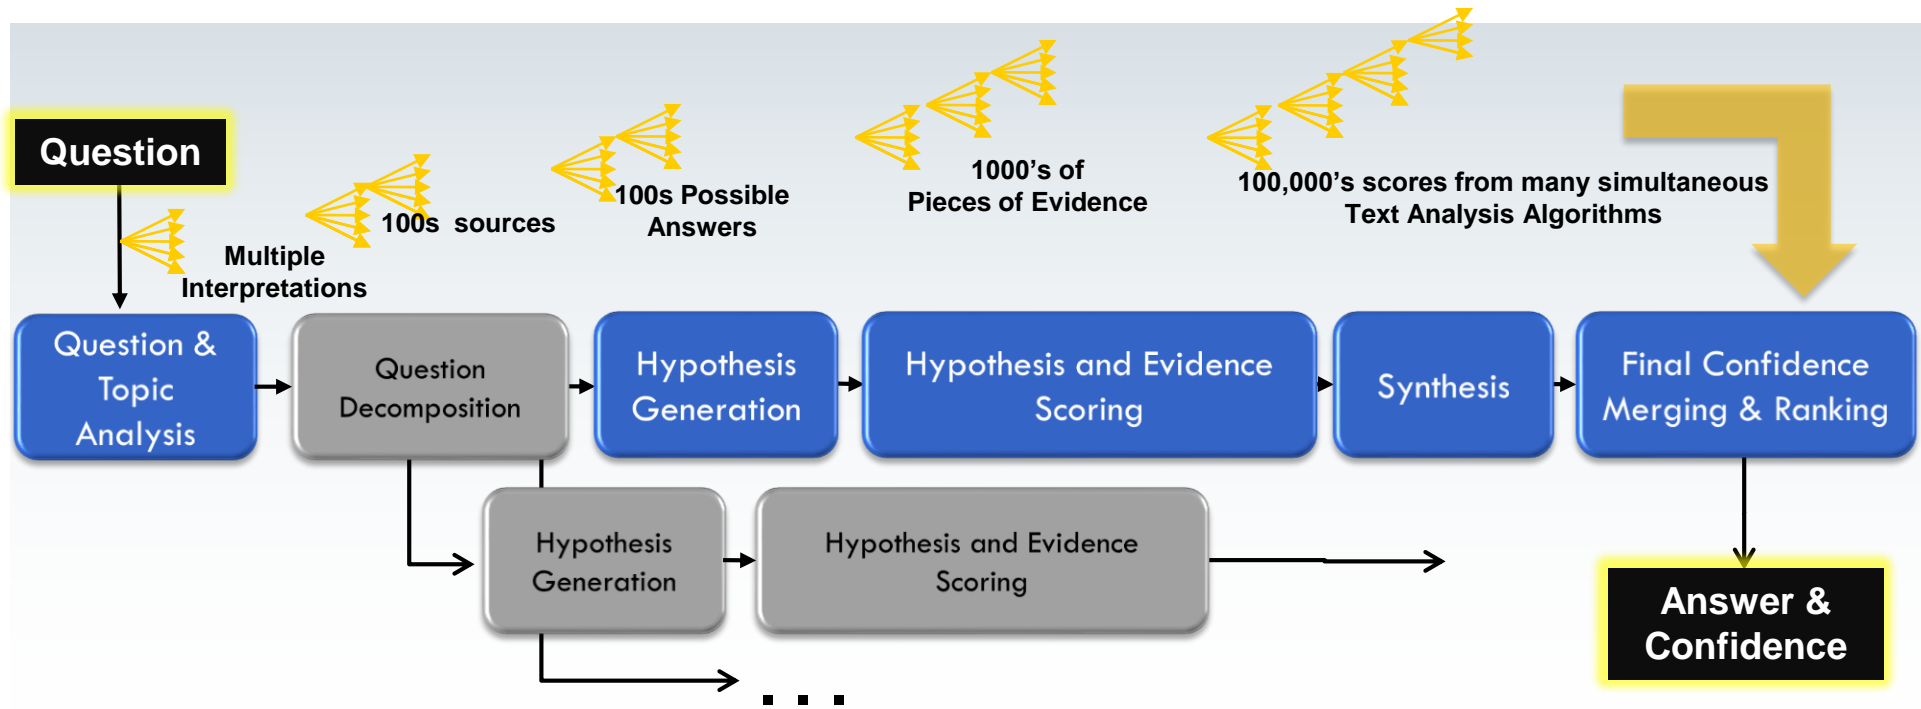 Question
Multiple
Interpretations
100s  sources
100s Possible
Answers
1000's of
Pieces of Evidence
100,000's scores from many simultaneous
Text Analysis Algorithms
Question &
Topic
Analysis
Question
Decomposition
Hypothesis
Generation
Hypothesis and Evidence
Scoring
Synthesis
Final Confidence
Merging & Ranking
Hypothesis
Generation
Hypothesis and Evidence
Scoring
Answer &
Confidence
. . .